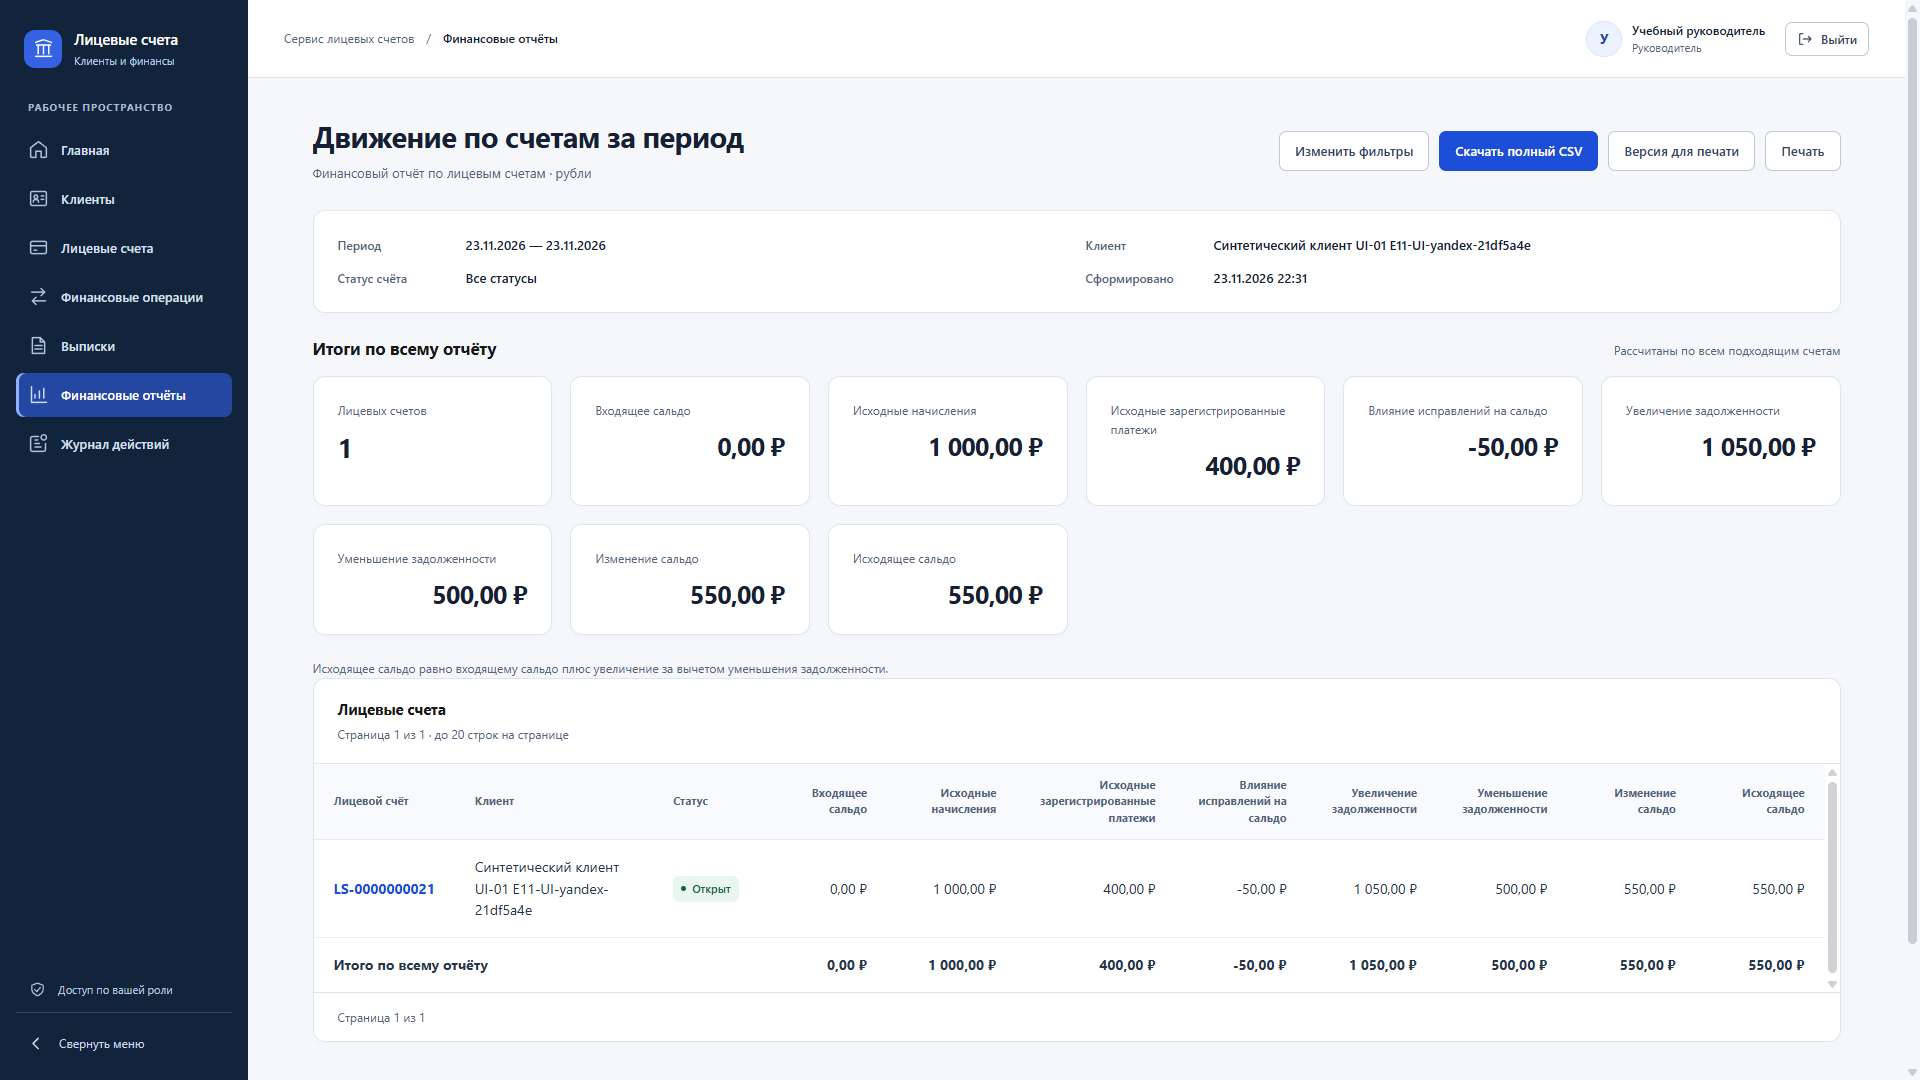 Лицевые счета
Клиенты и финансы
РАБОЧЕЕ ПРОСТРАНСТВО
Главная
Клиенты
Лицевые счета
Финансовые операции
Выписки
Финансовые отчёты
Журнал действий
Доступ по вашей роли
Свернуть меню
Сервис лицевых счетов / Финансовые отчёты
У
Учебный руководитель
Руководитель
Выйти
Движение по счетам за период
Финансовый отчёт по лицевым счетам · рубли
Изменить фильтры
Скачать полный CSV
Версия для печати
Печать
Период 23.11.2026 — 23.11.2026
Клиент Синтетический клиент UI-01 E11-UI-yandex-21df5a4e
Статус счёта Все статусы
Сформировано 23.11.2026 22:31
Итоги по всему отчёту
Рассчитаны по всем подходящим счетам
Лицевых счетов
1
Входящее сальдо
0,00 ₽
Исходные начисления
1 000,00 ₽
Исходные зарегистрированные
платежи
400,00 ₽
Влияние исправлений на сальдо
-50,00 ₽
Увеличение задолженности
1 050,00 ₽
Уменьшение задолженности
500,00 ₽
Изменение сальдо
550,00 ₽
Исходящее сальдо
550,00 ₽
Исходящее сальдо равно входящему сальдо плюс увеличение за вычетом уменьшения задолженности.
Лицевые счета
Страница 1 из 1 · до 20 строк на странице
Лицевой счёт
Клиент
Статус
Входящее
сальдо
Исходные
начисления
Исходные
зарегистрированные
платежи
Влияние
исправлений на
сальдо
Увеличение
задолженности
Уменьшение
задолженности
Изменение
сальдо
Исходящее
сальдо
LS-0000000021
Синтетический клиент
UI-01 E11-UI-yandex-
21df5a4e
Открыт
0,00 ₽
1 000,00 ₽
400,00 ₽
-50,00 ₽
1 050,00 ₽
500,00 ₽
550,00 ₽
550,00 ₽
Итого по всему отчёту 0,00 ₽ 1 000,00 ₽ 400,00 ₽ -50,00 ₽ 1 050,00 ₽ 500,00 ₽ 550,00 ₽ 550,00 ₽
Страница 1 из 1